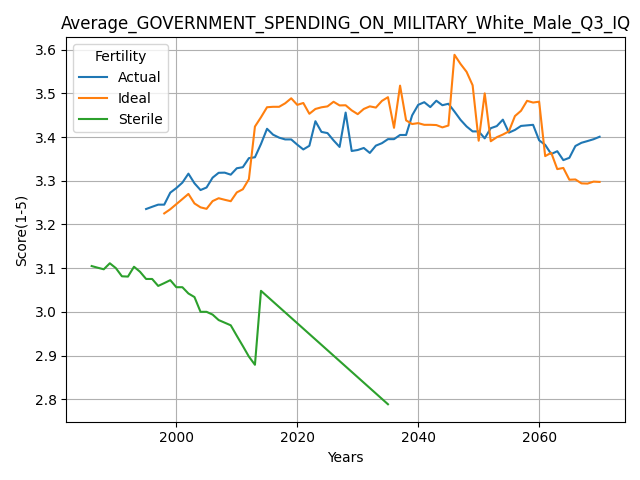 Average_GOVERNMENT_SPENDING_ON_MILITARY_White_Male_Q3_IQ
Fertility
Actual
Ideal
Sterile
Score(1-5)
3.6
3.5
3.4
3.3
3.2
3.1
3.0
2.9
2.8
2000 2020 2040 2060
Years